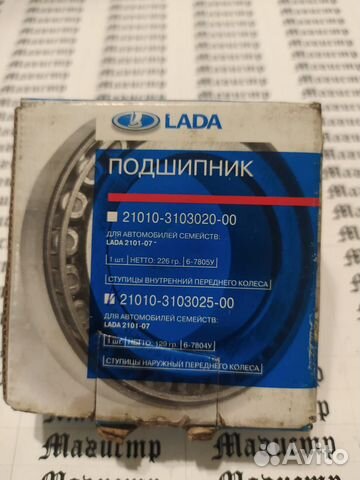 LADA
ПОДШИПНИК
21010-3103020-00
ДЛЯ АВТОМОБИЛЕЙ СЕМЕЙСТВ:
LADA 2101-07
1 шт. НЕТТО: 226 гр. 6-7805У
СТУПИЦЫ ВНУТРЕННИЙ ПЕРЕДНЕГО КОЛЕСА
21010-3103025-00
ДЛЯ АВТОМОБИЛЕЙ СЕМЕЙСТВ:
LADA 2101-07
1 шт. НЕТТО: 120 гр. 6-7804У
СТУПИЦЫ НАРУЖНЫЙ ПЕРЕДНЕГО КОЛЕСА
Магистр
Магистр
Avito